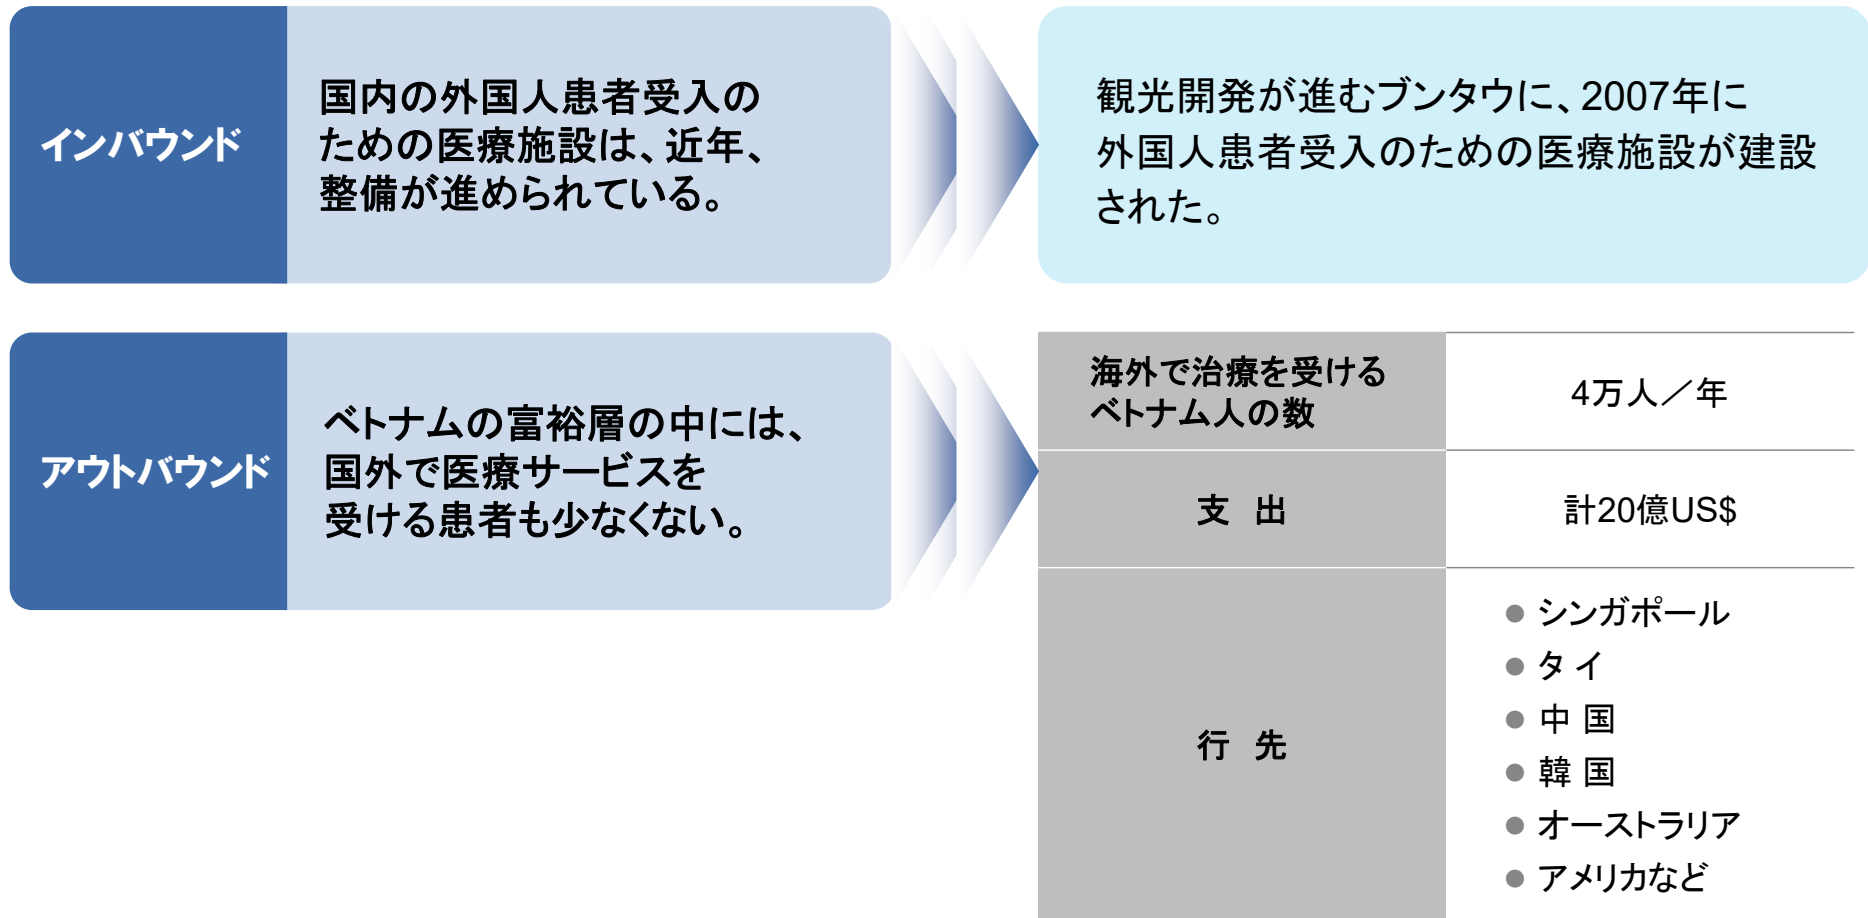 インバウンド
国内の外国人患者受入の
ための医療施設は、近年、
整備が進められている。
観光開発が進むブンタウに、2007年に
外国人患者受入のための医療施設が建設
された。
アウトバウンド
ベトナムの富裕層の中には、
国外で医療サービスを
受ける患者も少なくない。
海外で治療を受ける
ベトナム人の数
4万人／年
支 出
計20億US$
行 先
● シンガポール
● タ イ
● 中 国
● 韓 国
● オーストラリア
● アメリカなど